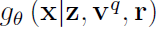 g_θ (x|z, v^q, r)